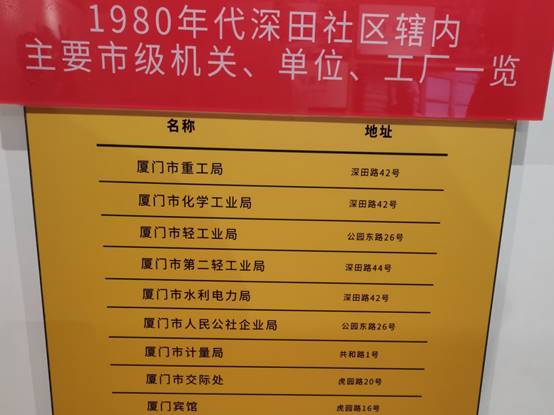 1980年代深田社区辖内
主要市级机关、单位、工厂一览
名称 地址
厦门市重工局 深田路42号
厦门市化学工业局 深田路42号
厦门市轻工业局 公园东路26号
厦门市第二轻工业局 深田路44号
厦门市水利电力局 深田路42号
厦门市人民公社企业局 公园东路26号
厦门市计量局 共和路1号
厦门市交际处 虎园路20号
厦门宾馆 虎园路16号